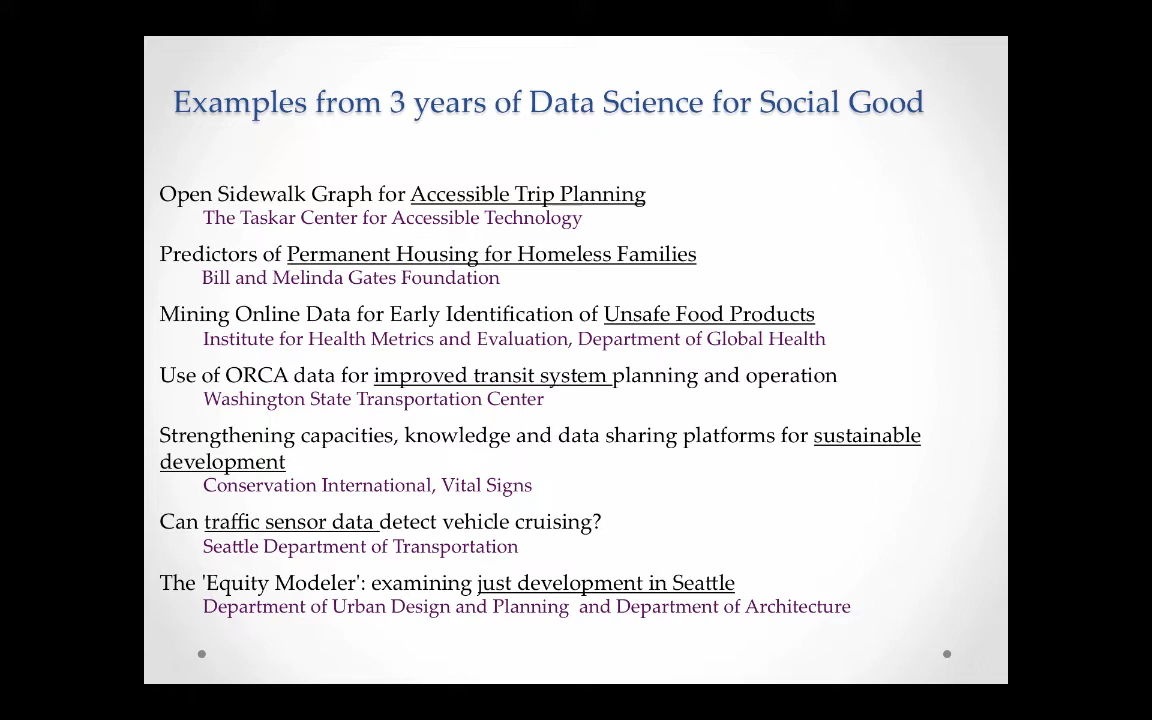 Examples from 3 years of Data Science for Social Good
Open Sidewalk Graph for Accessible Trip Planning
The Taskar Center for Accessible Technology
Predictors of Permanent Housing for Homeless Families
Bill and Melinda Gates Foundation
Mining Online Data for Early Identification of Unsafe Food Products
Institute for Health Metrics and Evaluation, Department of Global Health
Use of ORCA data for improved transit system planning and operation
Washington State Transportation Center
Strengthening capacities, knowledge and data sharing platforms for sustainable
development
Conservation International, Vital Signs
Can traffic sensor data detect vehicle cruising?
Seattle Department of Transportation
The 'Equity Modeler': examining just development in Seattle
Department of Urban Design and Planning and Department of Architecture